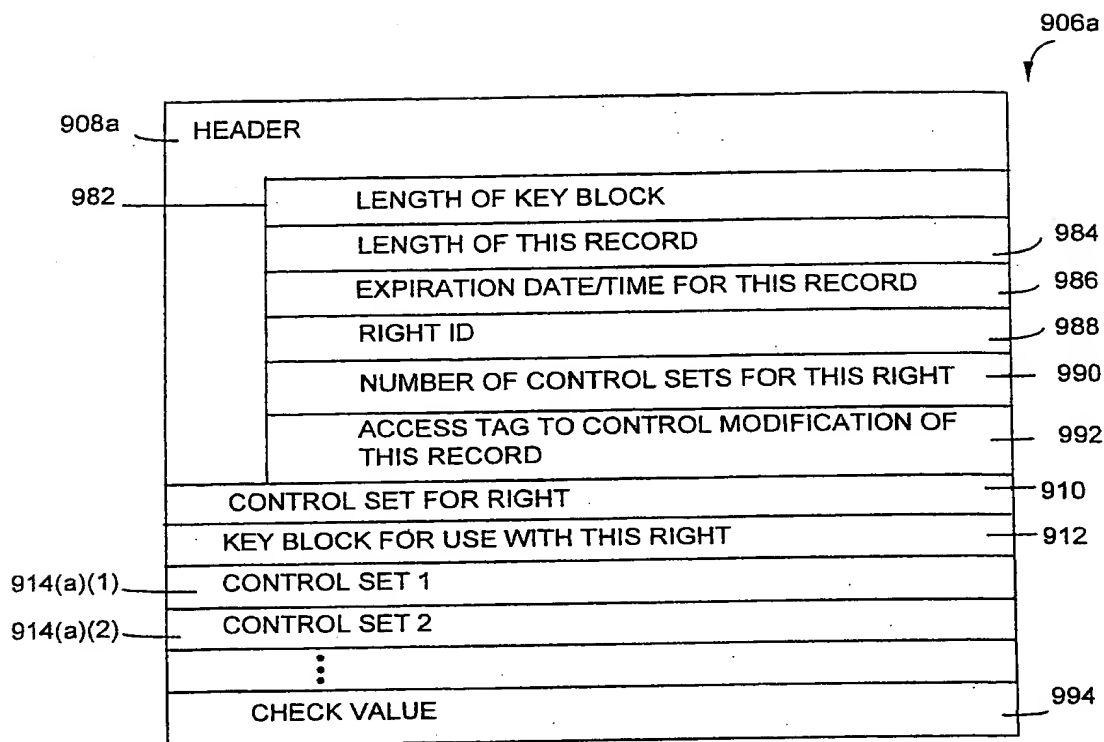 906a
908a
HEADER
982
LENGTH OF KEY BLOCK
LENGTH OF THIS RECORD
984
EXPIRATION DATE/TIME FOR THIS RECORD
986
RIGHT ID
988
NUMBER OF CONTROL SETS FOR THIS RIGHT
990
ACCESS TAG TO CONTROL MODIFICATION OF
THIS RECORD
992
CONTROL SET FOR RIGHT
910
KEY BLOCK FOR USE WITH THIS RIGHT
912
914(a)(1)
CONTROL SET 1
914(a)(2)
CONTROL SET 2
CHECK VALUE
994